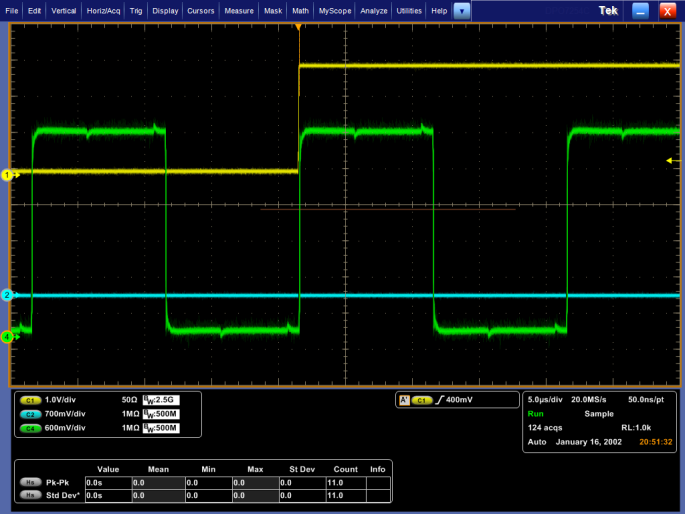 File Edit Vertical Horiz/Acq Trig Display Cursors Measure Mask Math MyScope Analyze Utilities Help Tek X
1
2
4
C1 1.0V/div 50Ω BW:2.5G
C2 700mV/div 1MΩ BW:500M
C4 600mV/div 1MΩ BW:500M
A' C1 400mV
5.0µs/div 20.0MS/s 50.0ns/pt
Run Sample
124 acqs RL:1.0k
Auto January 16, 2002 20:51:32
Value Mean Min Max St Dev Count Info
Hs Pk-Pk 0.0s 0.0 0.0 0.0 0.0 11.0
Hs Std Dev* 0.0s 0.0 0.0 0.0 0.0 11.0